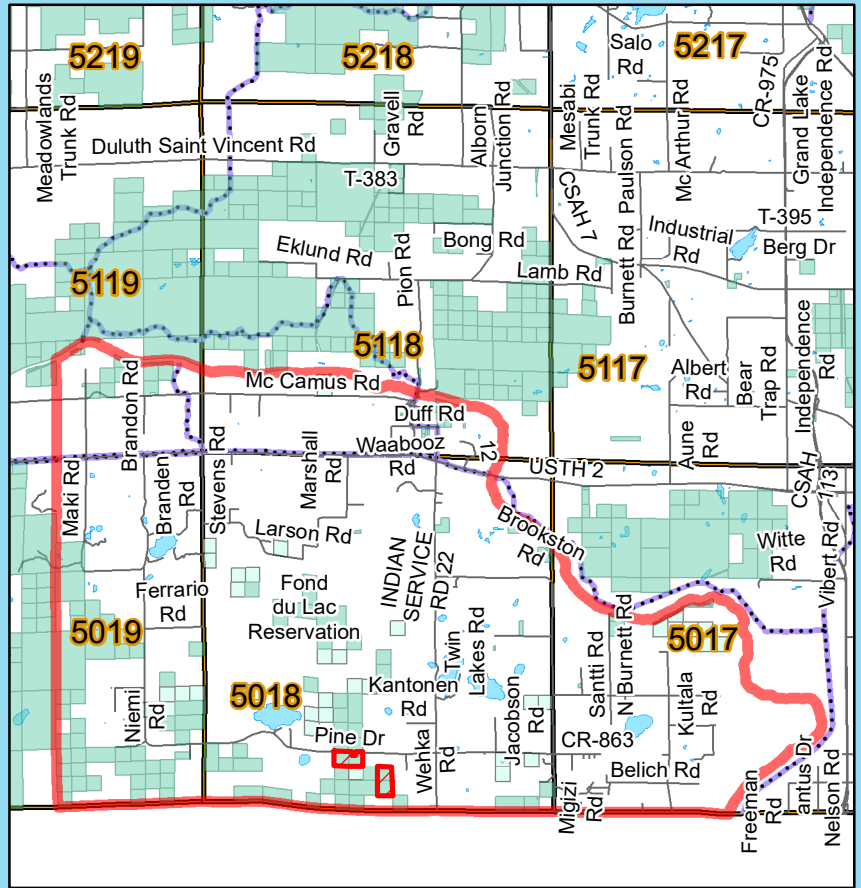 5219
5218
5217
Salo
Rd
Meadowlands
Trunk Rd
Gravell
Rd
Alborn
Junction Rd
Mesabi
Trunk Rd
Paulson Rd
Mc Arthur Rd
CR-975
Grand Lake
Independence Rd
Duluth Saint Vincent Rd
T-383
CSAH 7
T-395
Industrial
Rd
Berg Dr
Eklund Rd
Bong Rd
Pion Rd
Lamb Rd
Burnett Rd
5119
5118
5117
Albert
Rd
Bear
Trap Rd
Independence
Rd
Mc Camus Rd
Brandon Rd
Duff Rd
Waabooz
Rd
12
USTH 2
Aune
Rd
CSAH
113
Maki Rd
Branden
Rd
Stevens Rd
Marshall
Rd
Larson Rd
Brookston
Rd
Witte
Rd
Vibert Rd
INDIAN
SERVICE
RD 22
Ferrario
Rd
Fond
du Lac
Reservation
5019
5018
5017
Twin
Lakes Rd
Santti Rd
N Burnett Rd
Kantonen
Rd
Kultala
Rd
Niemi
Rd
Pine Dr
Wehka
Rd
Jacobson
Rd
CR-863
Belich Rd
Migizi
Rd
Freeman
Rd
antus Dr
Nelson Rd